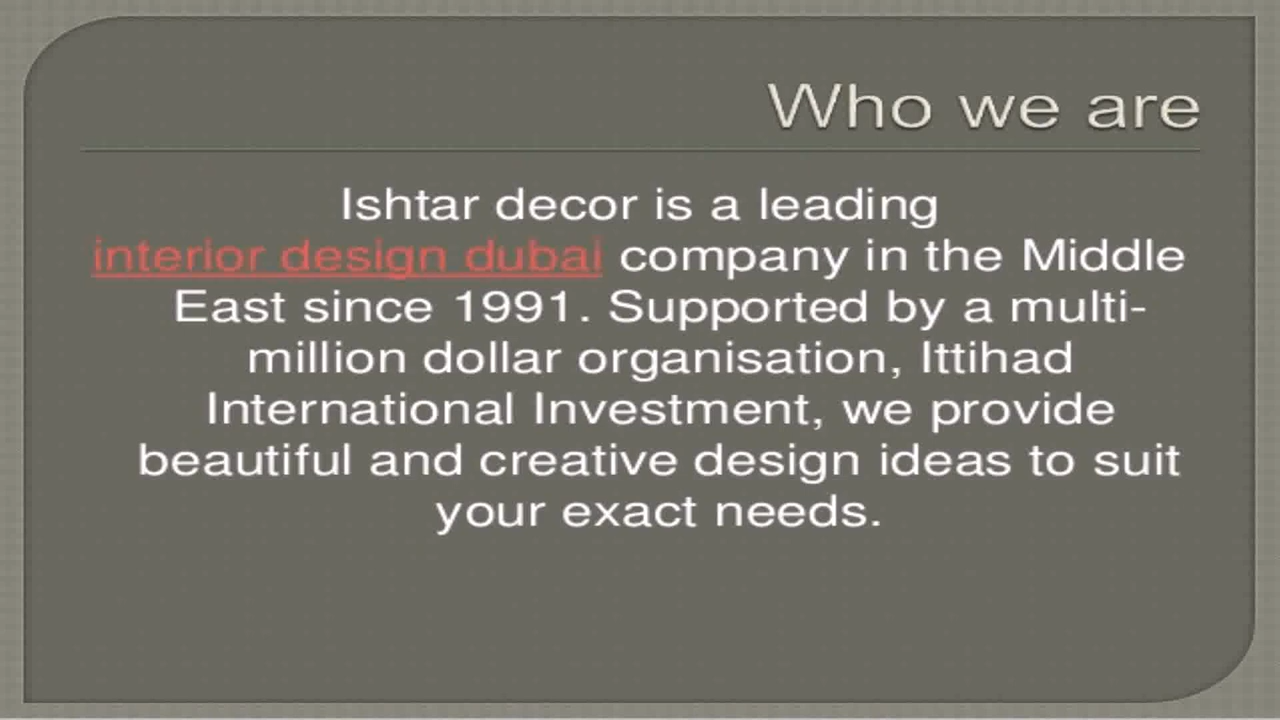 Who we are
Ishtar decor is a leading
interior design dubai company in the Middle
East since 1991. Supported by a multi-
million dollar organisation, Ittihad
International Investment, we provide
beautiful and creative design ideas to suit
your exact needs.